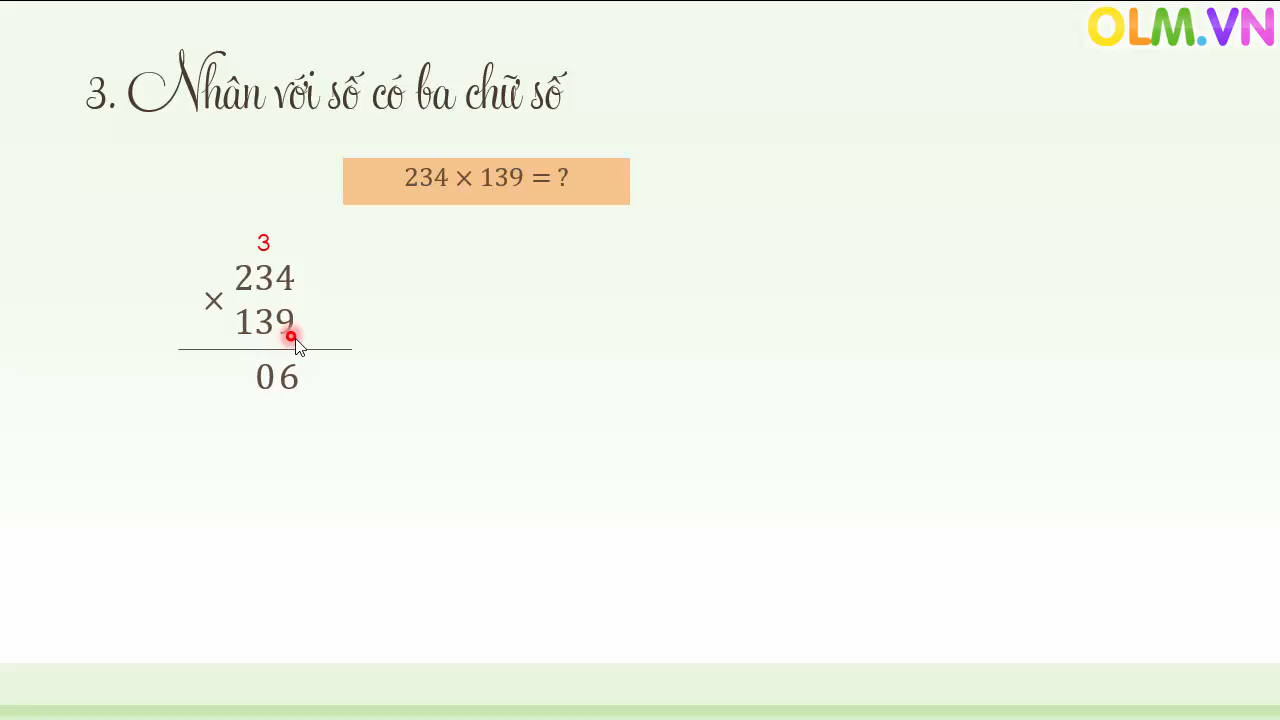 OLM.VN
3. Nhân với số có ba chữ số
234 × 139 = ?
3
234
×
139
06